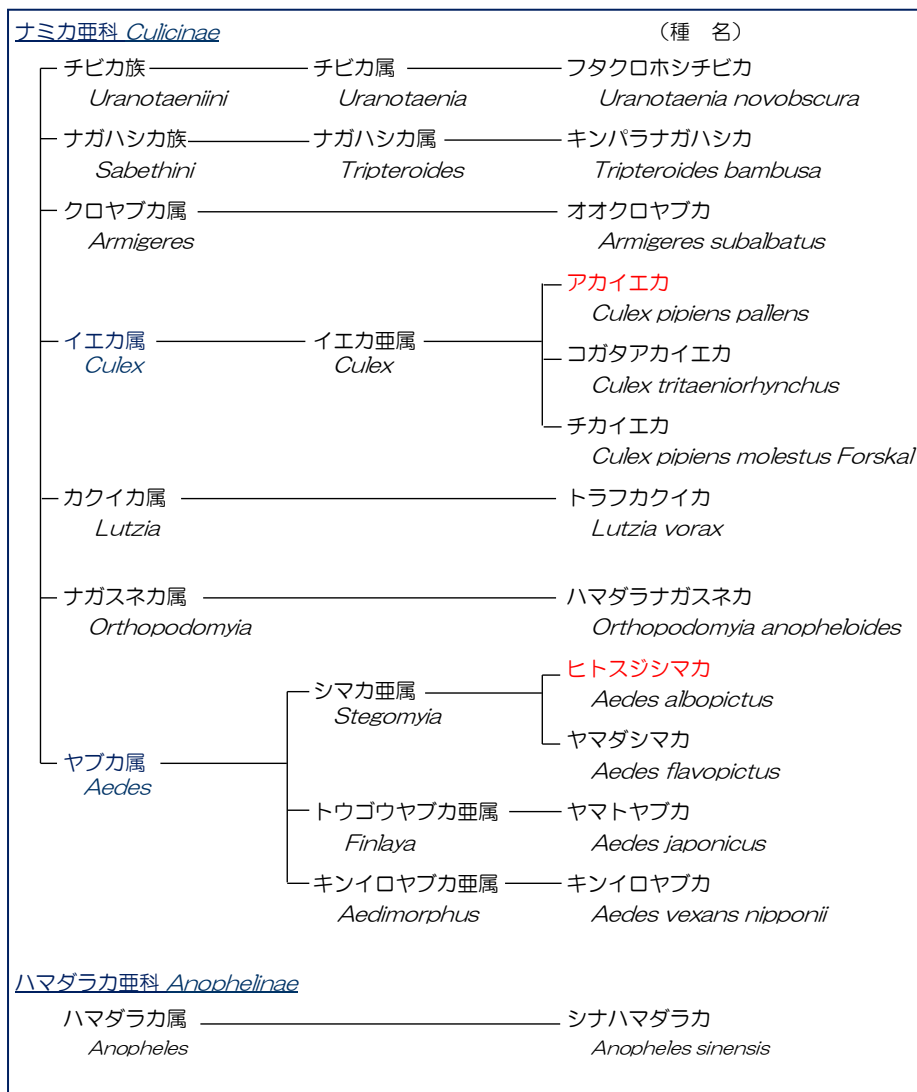 ナミカ亜科 Culicinae （種　名）
チビカ族 チビカ属 フタクロホシチビカ
Uranotaeniini Uranotaenia Uranotaenia novobscura
ナガハシカ族 ナガハシカ属 キンパラナガハシカ
Sabethini Tripteroides Tripteroides bambusa
クロヤブカ属 オオクロヤブカ
Armigeres Armigeres subalbatus
アカイエカ
Culex pipiens pallens
イエカ属 イエカ亜属 コガタアカイエカ
Culex Culex Culex tritaeniorhynchus
チカイエカ
Culex pipiens molestus Forskal
カクイカ属 トラフカクイカ
Lutzia Lutzia vorax
ナガスネカ属 ハマダラナガスネカ
Orthopodomyia Orthopodomyia anopheloides
ヒトスジシマカ
シマカ亜属 Aedes albopictus
Stegomyia
ヤマダシマカ
ヤブカ属 Aedes flavopictus
Aedes
トウゴウヤブカ亜属 ヤマトヤブカ
Finlaya Aedes japonicus
キンイロヤブカ亜属 キンイロヤブカ
Aedimorphus Aedes vexans nipponii
ハマダラカ亜科 Anophelinae
ハマダラカ属 シナハマダラカ
Anopheles Anopheles sinensis